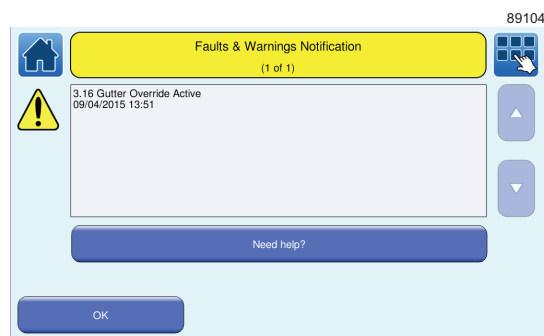 89104
Faults & Warnings Notification
(1 of 1)
3.16 Gutter Override Active
09/04/2015 13:51
Need help?
OK